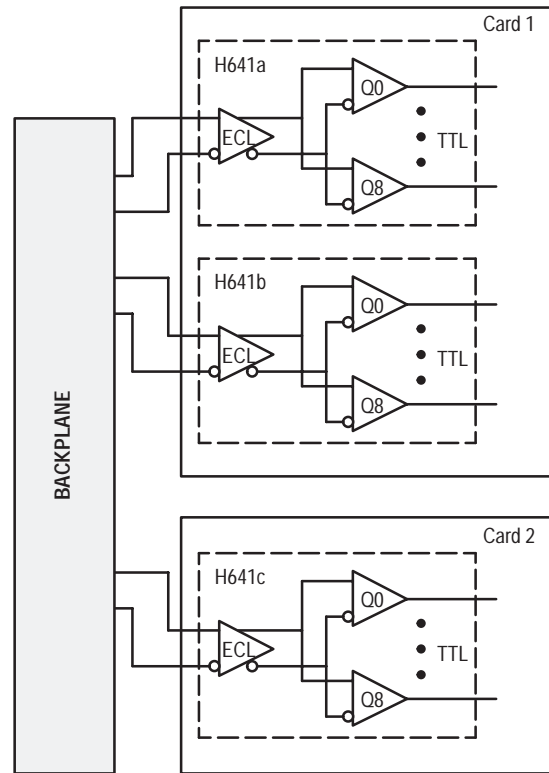 Card 1
H641a
Q0
ECL
TTL
Q8
H641b
Q0
ECL
TTL
Q8
BACKPLANE
Card 2
H641c
Q0
ECL
TTL
Q8